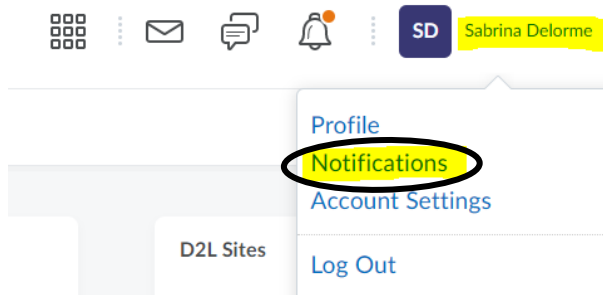 SD Sabrina Delorme
Profile
Notifications
Account Settings
D2L Sites
Log Out